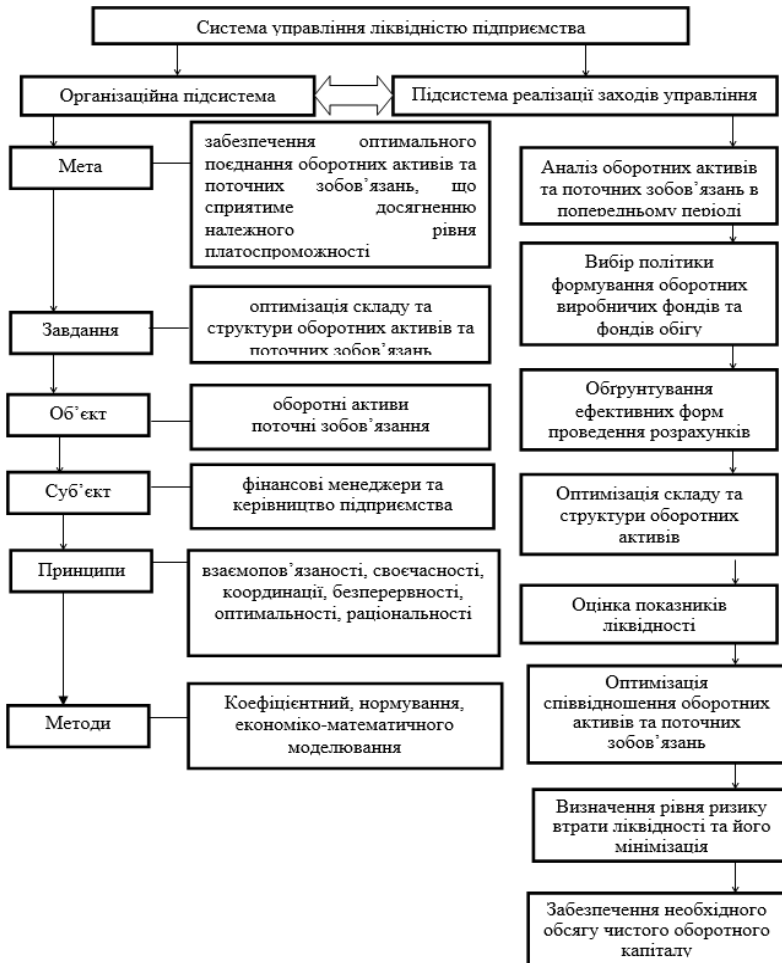 Система управління ліквідністю підприємства
Організаційна підсистема
Підсистема реалізації заходів управління
Мета
забезпечення оптимального
поєднання оборотних активів та
поточних зобов’язань, що
сприятиме досягненню
належного рівня
платоспроможності
Завдання
оптимізація складу та
структури оборотних активів та
поточних зобов’язань
Об’єкт
оборотні активи
поточні зобов’язання
Суб’єкт
фінансові менеджери та
керівництво підприємства
Принципи
взаємопов’язаності, своєчасності,
координації, безперервності,
оптимальності, раціональності
Методи
Коефіцієнтний, нормування,
економіко-математичного
моделювання
Аналіз оборотних активів
та поточних зобов’язань в
попередньому періоді
Вибір політики
формування оборотних
виробничих фондів та
фондів обігу
Обґрунтування
ефективних форм
проведення розрахунків
Оптимізація складу та
структури оборотних
активів
Оцінка показників
ліквідності
Оптимізація
співвідношення оборотних
активів та поточних
зобов’язань
Визначення рівня ризику
втрати ліквідності та його
мінімізація
Забезпечення необхідного
обсягу чистого оборотного
капіталу